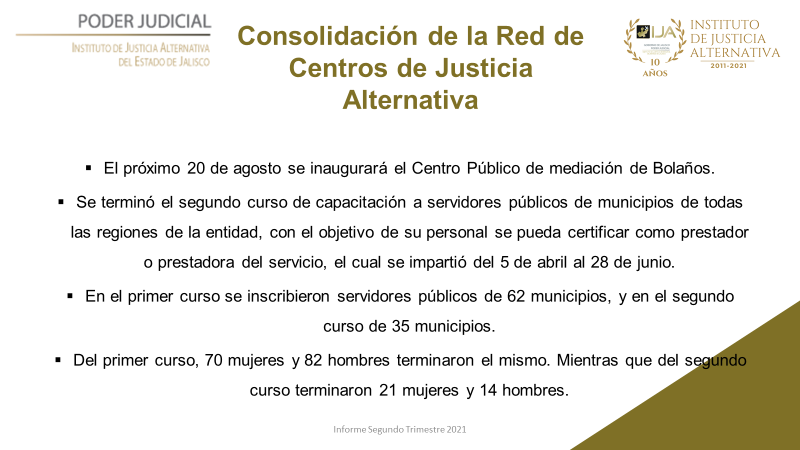 PODER JUDICIAL
INSTITUTO DE JUSTICIA ALTERNATIVA
DEL ESTADO DE JALISCO
Consolidación de la Red de
Centros de Justicia
Alternativa
IJA
10
AÑOS
INSTITUTO
DE JUSTICIA
ALTERNATIVA
2011-2021
▪ El próximo 20 de agosto se inaugurará el Centro Público de mediación de Bolaños.
▪ Se terminó el segundo curso de capacitación a servidores públicos de municipios de todas
las regiones de la entidad, con el objetivo de su personal se pueda certificar como prestador
o prestadora del servicio, el cual se impartió del 5 de abril al 28 de junio.
▪ En el primer curso se inscribieron servidores públicos de 62 municipios, y en el segundo
curso de 35 municipios.
▪ Del primer curso, 70 mujeres y 82 hombres terminaron el mismo. Mientras que del segundo
curso terminaron 21 mujeres y 14 hombres.
Informe Segundo Trimestre 2021